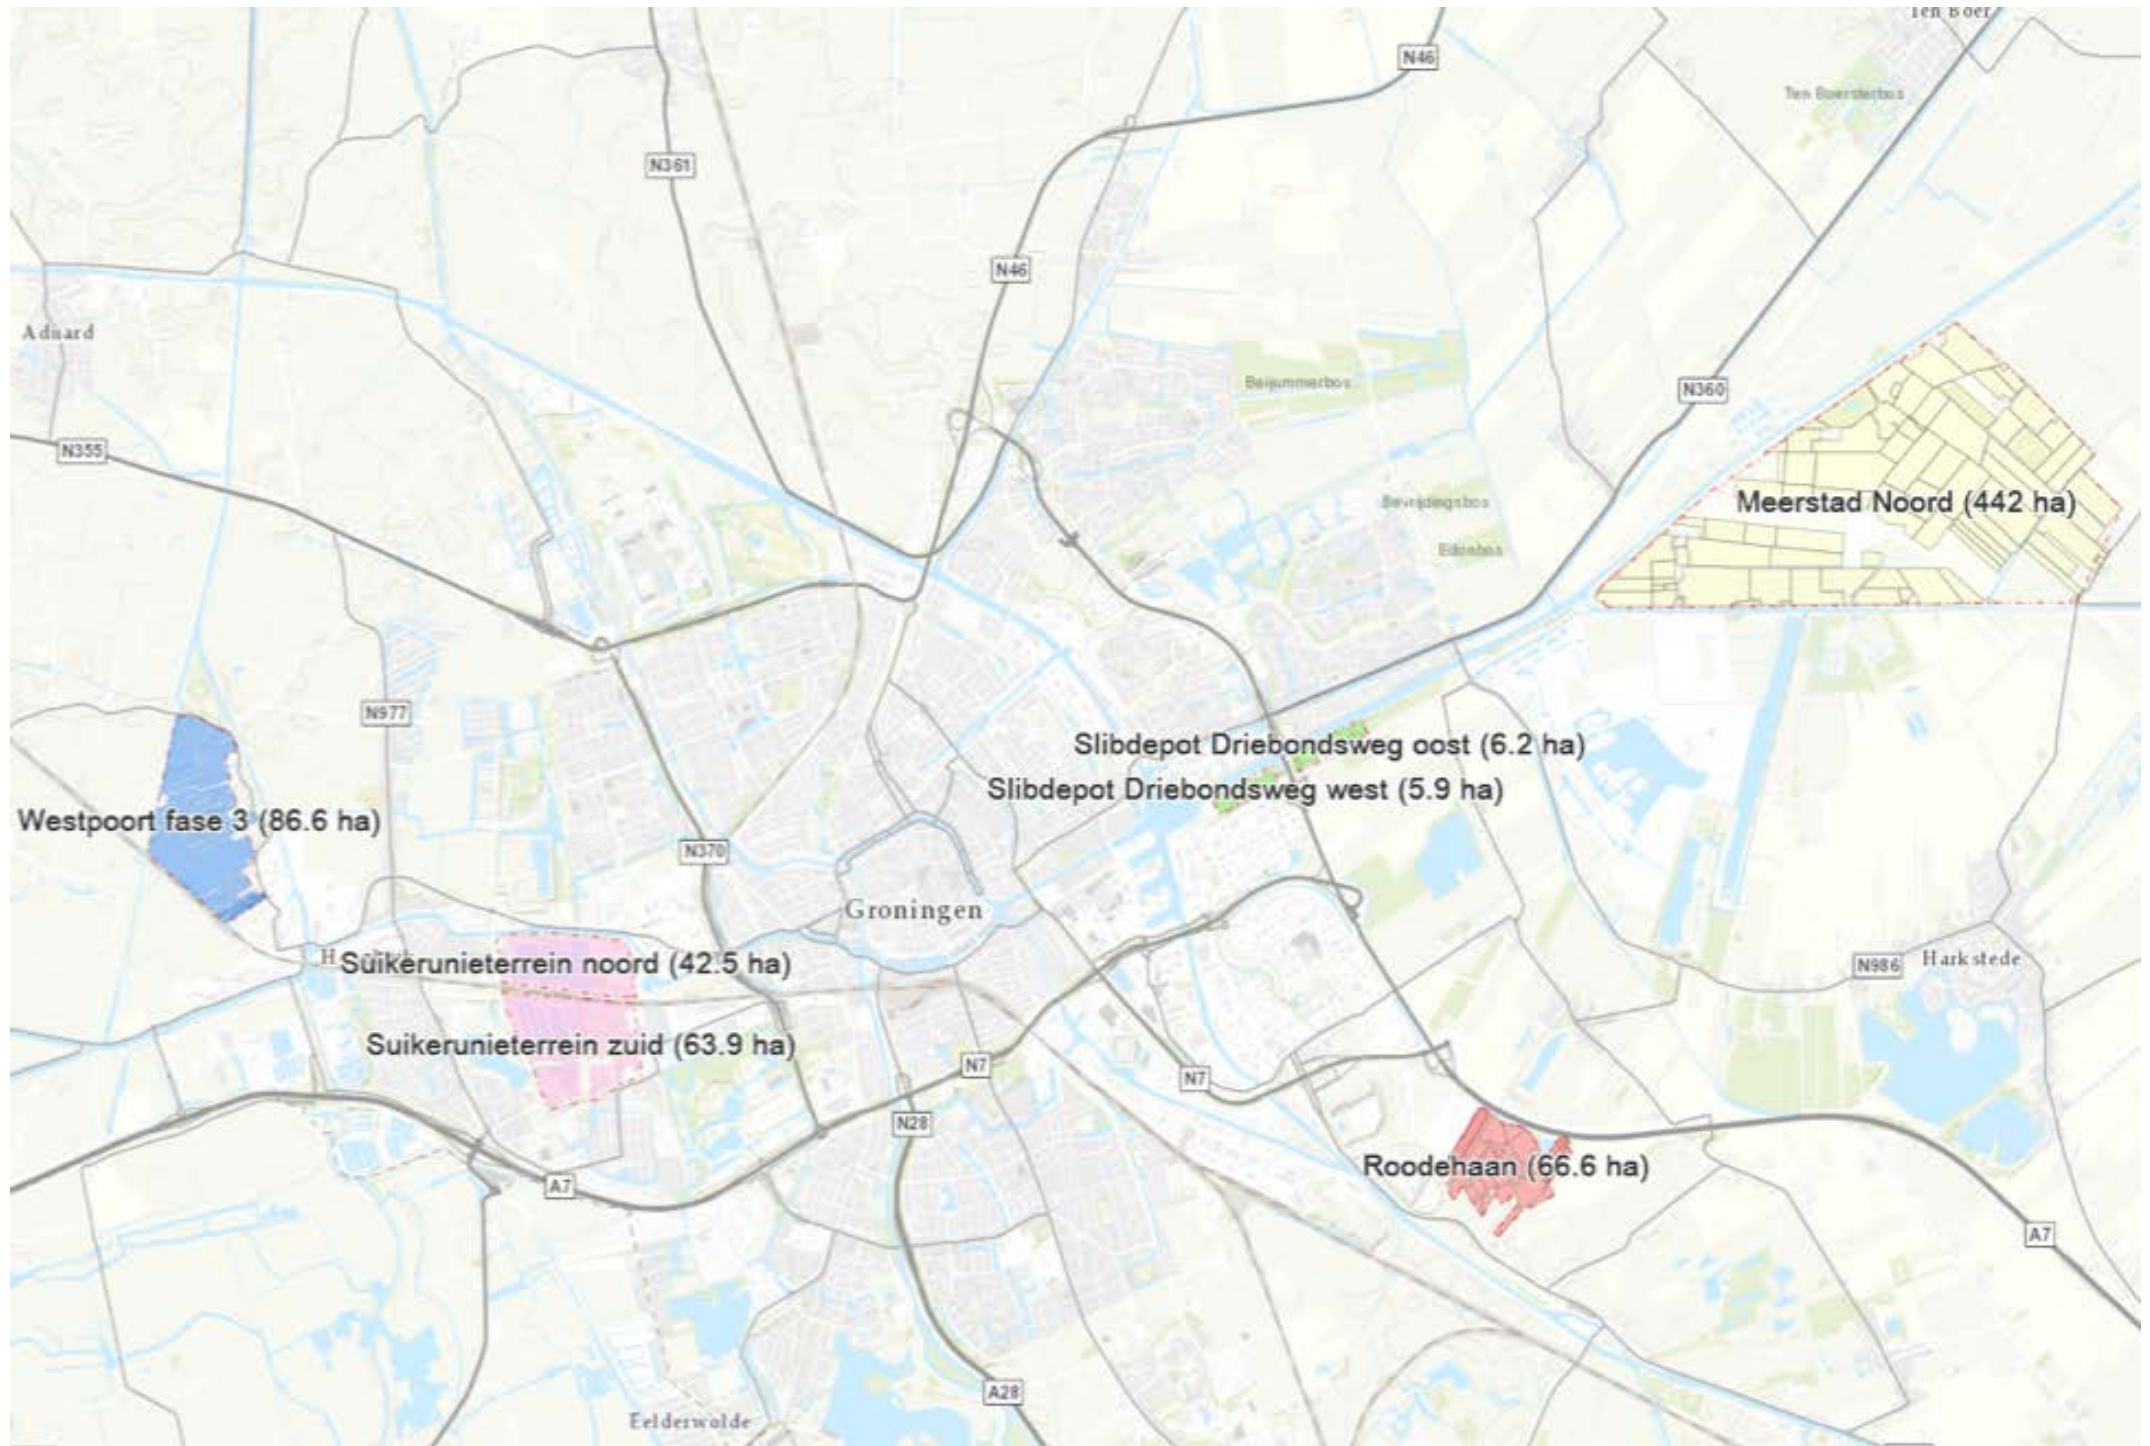 Ten Boer
N46
Ten Boersterbos
N361
N46
Aduard
Beijummerbos
N360
N355
Bevrijdingsbos
Meerstad Noord (442 ha)
Edonbos
N977
Slibdepot Driebondsweg oost (6.2 ha)
Slibdepot Driebondsweg west (5.9 ha)
Westpoort fase 3 (86.6 ha)
N370
Groningen
Suikerunieterrein noord (42.5 ha)
N986
Harkstede
Suikerunieterrein zuid (63.9 ha)
N7
N7
N28
Roodehaan (66.6 ha)
A7
A7
A28
Eelderwolde